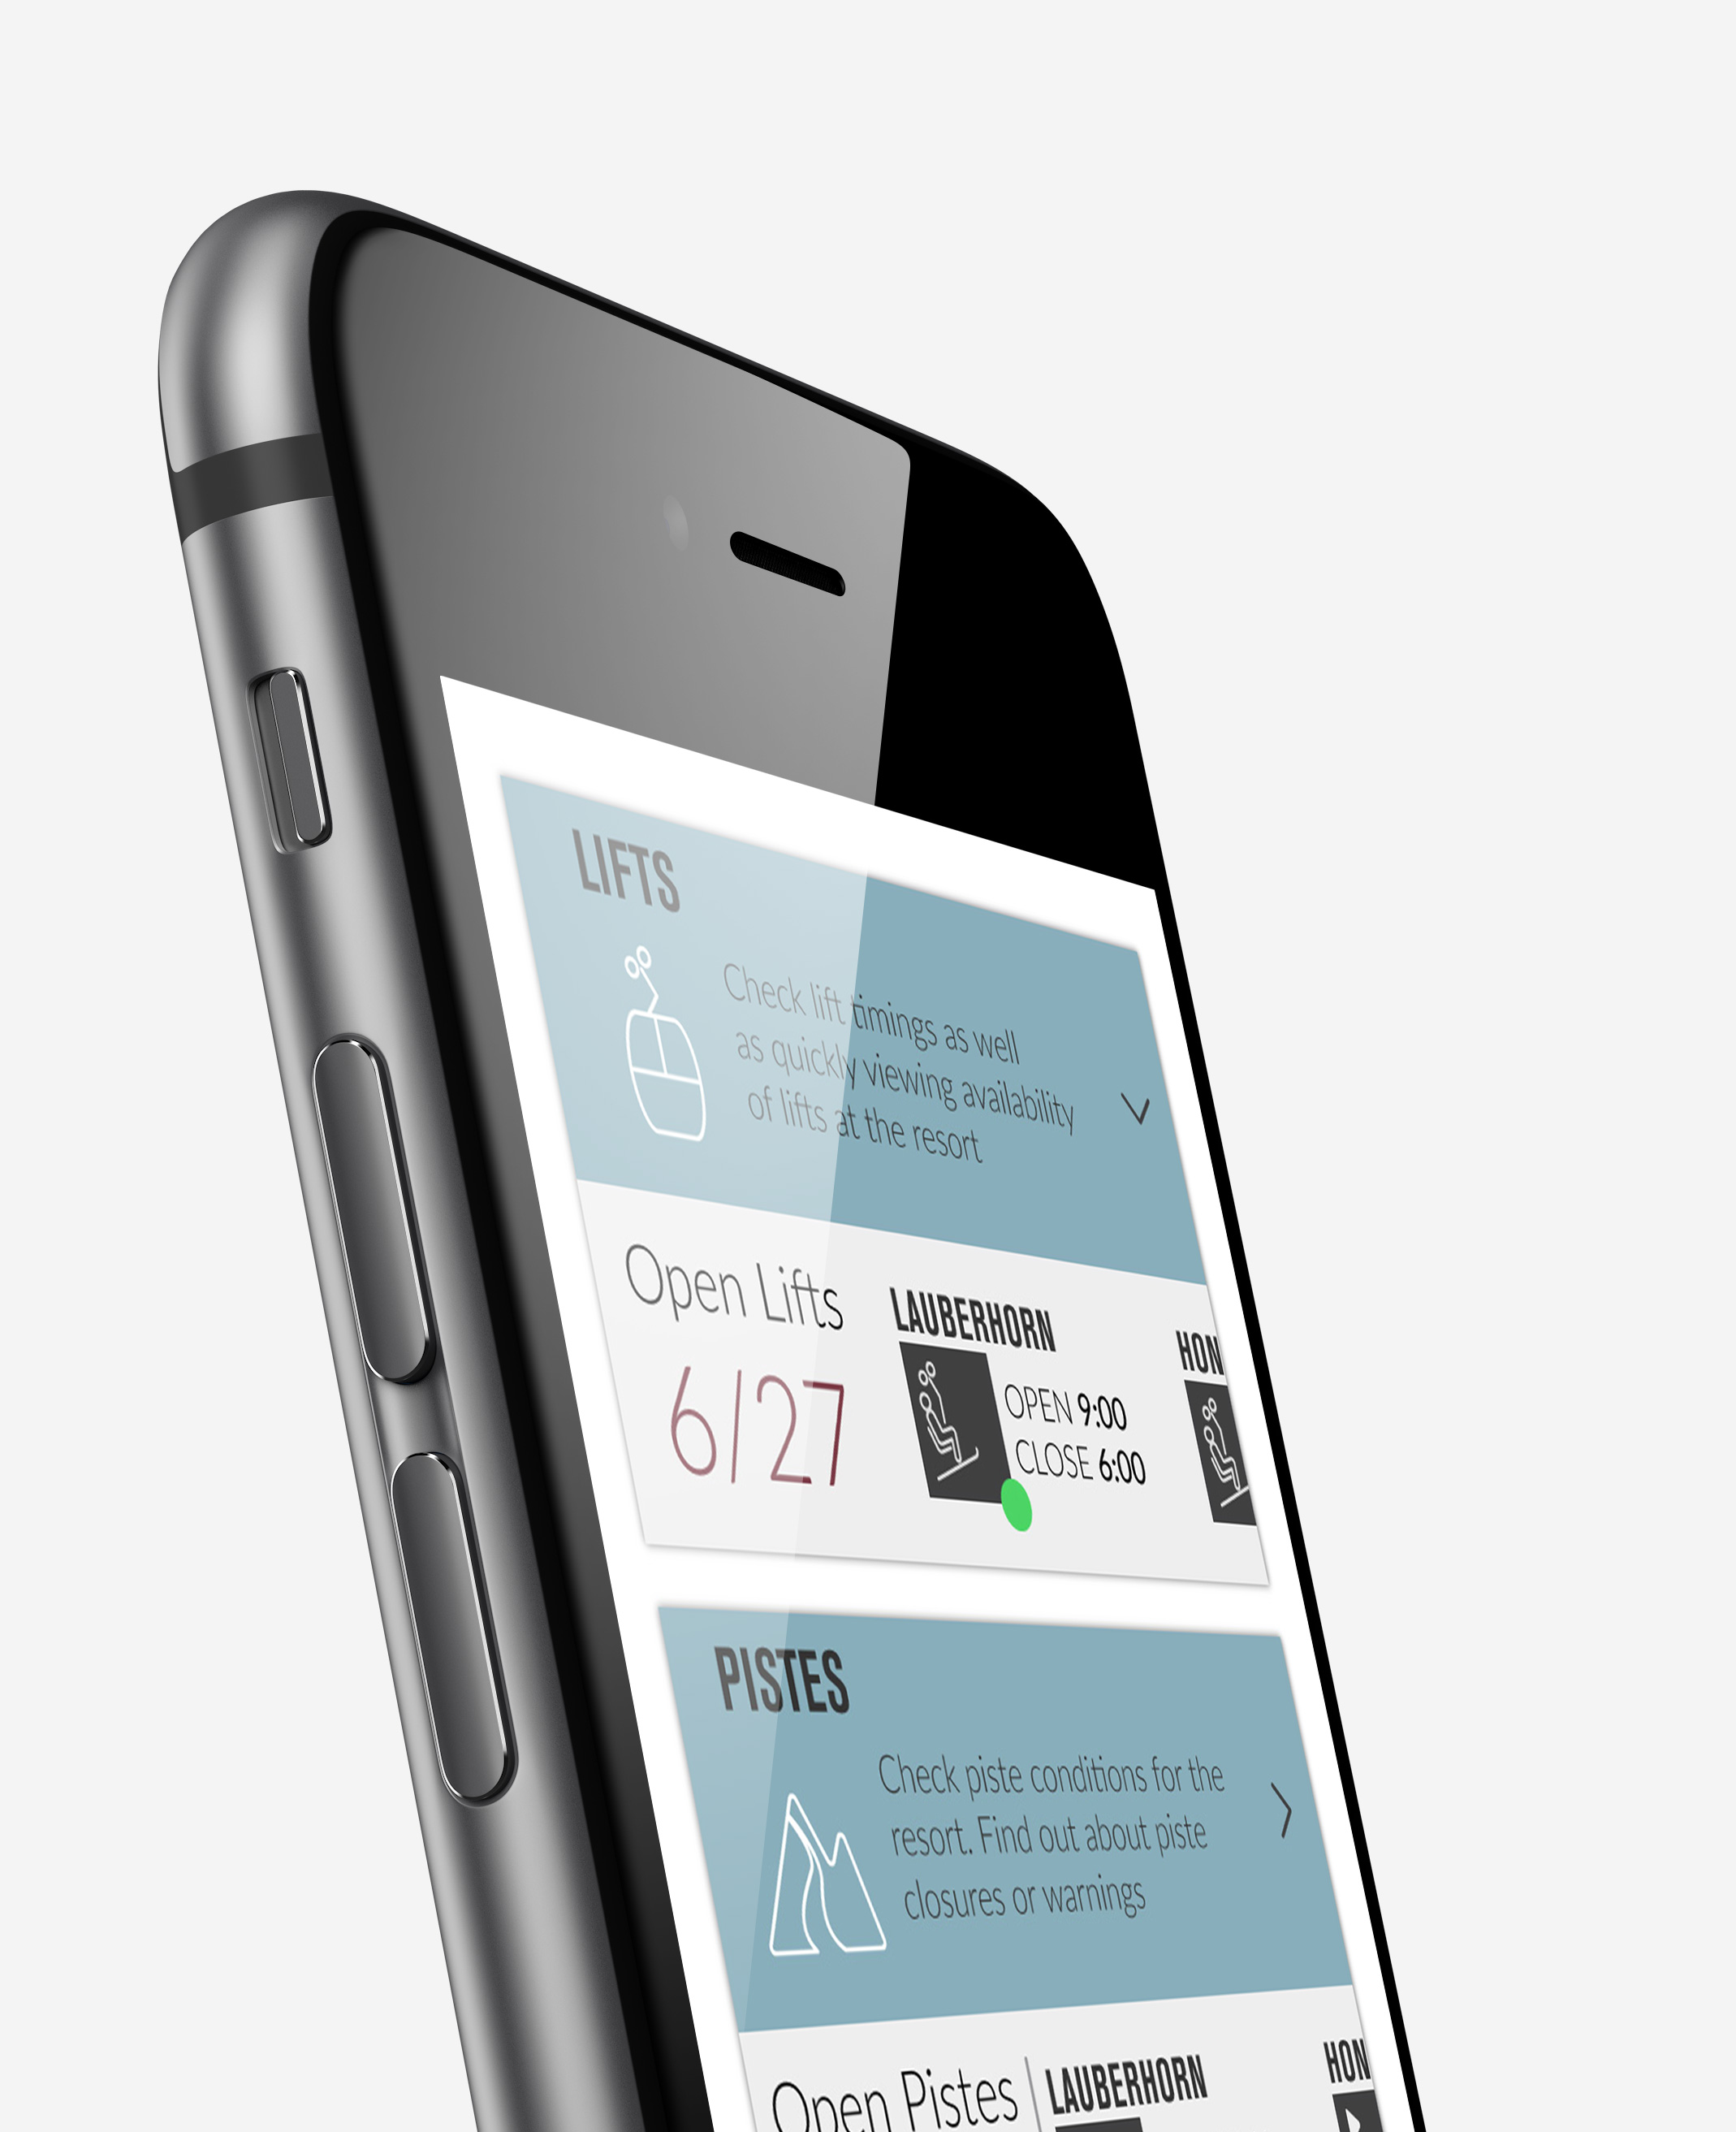 LIFTS
Check lift timings as well
as quickly viewing availability
of lifts at the resort
Open Lifts
6/27
LAUBERHORN
OPEN 9:00
CLOSE 6:00
HON
PISTES
Check piste conditions for the
resort. Find out about piste
closures or warnings
Open Pistes
LAUBERHORN
HON